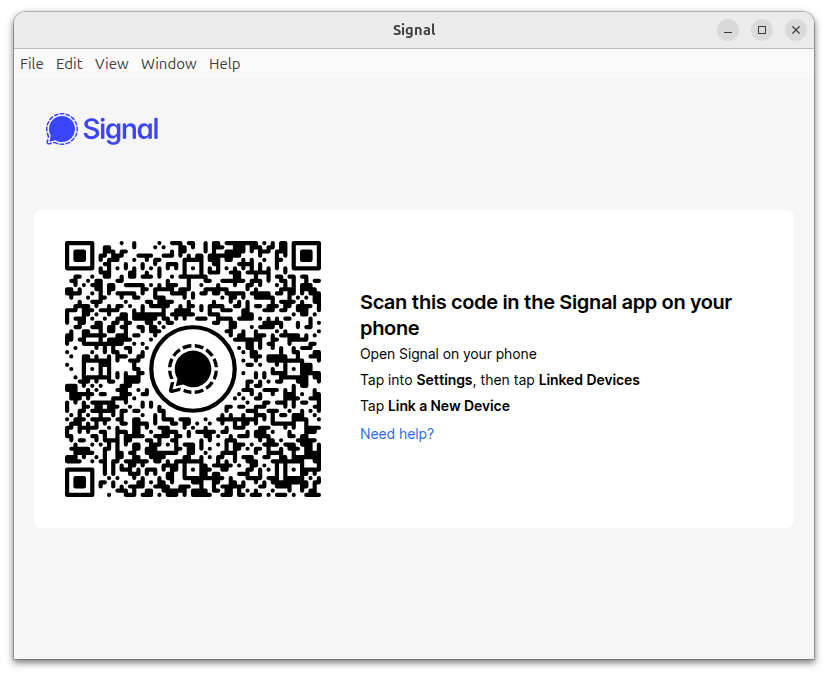 Signal
File Edit View Window Help
Signal
Scan this code in the Signal app on your
phone
Open Signal on your phone
Tap into Settings, then tap Linked Devices
Tap Link a New Device
Need help?